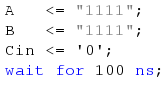 A   <= "1111";
B   <= "1111";
Cin <= '0';
wait for 100 ns;